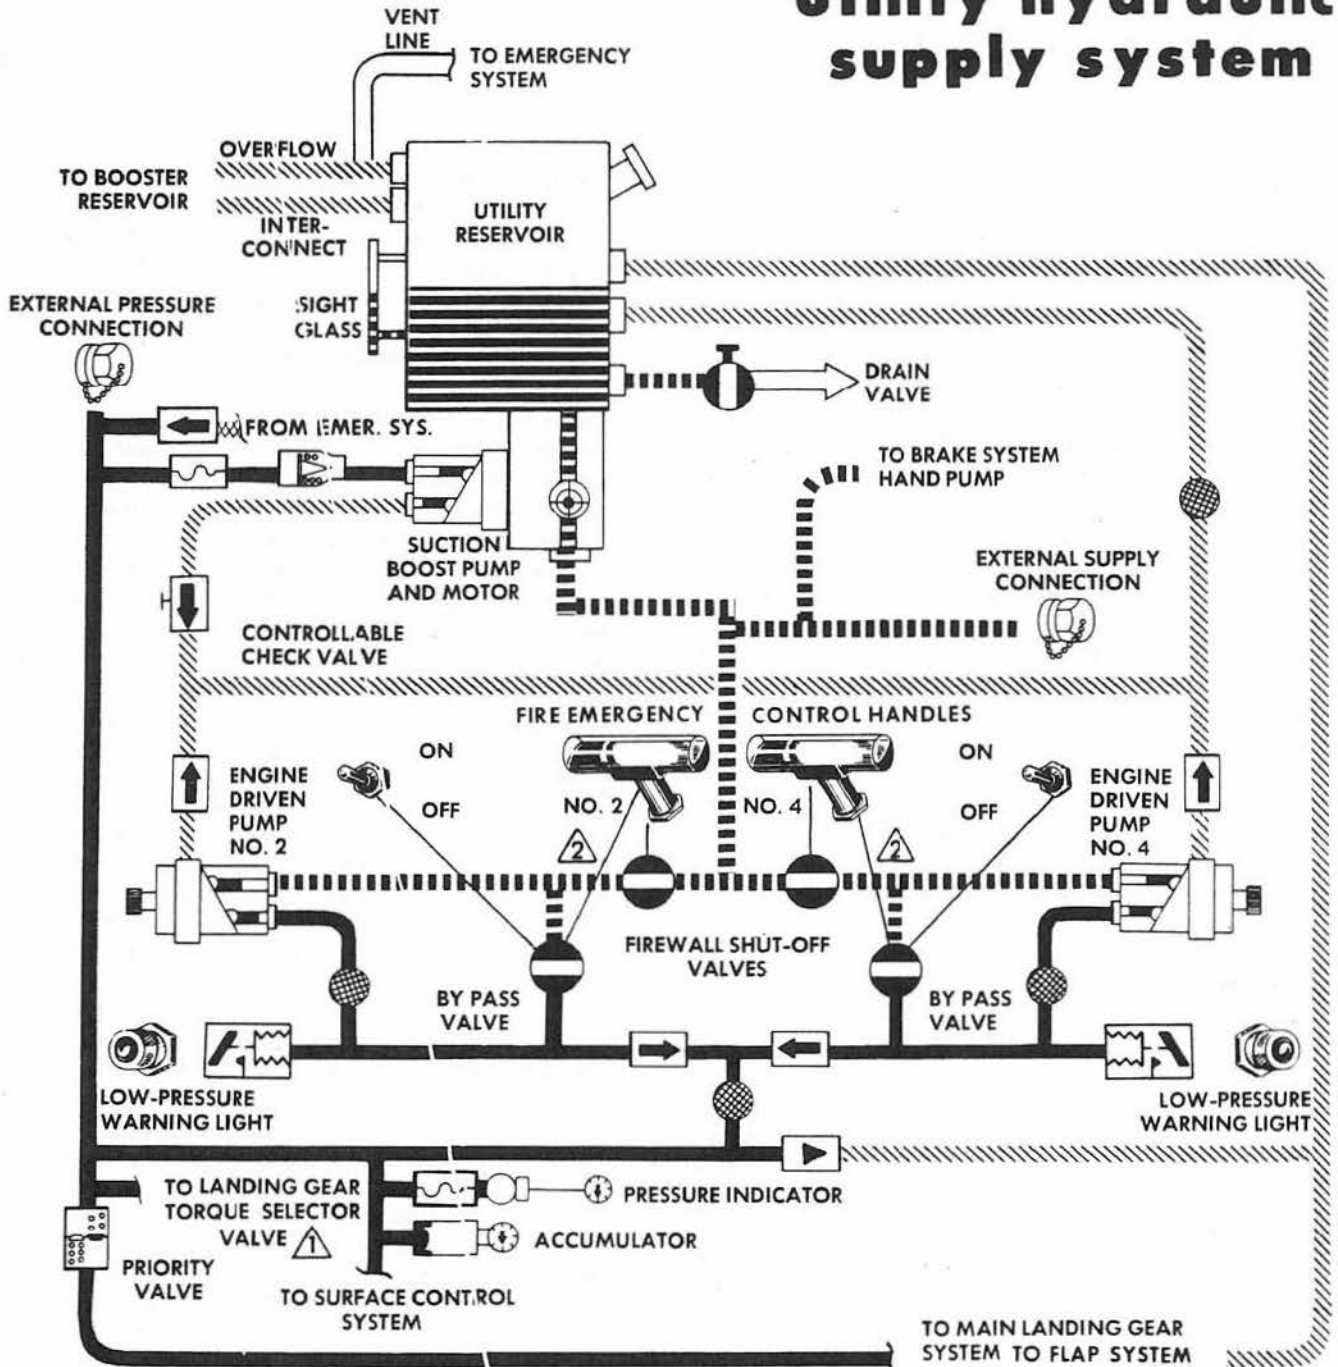 utility hydraulic
supply system
VENT
LINE
TO EMERGENCY
SYSTEM
OVERFLOW
TO BOOSTER
RESERVOIR
INTER-
CONNECT
UTILITY
RESERVOIR
EXTERNAL PRESSURE
CONNECTION
SIGHT
GLASS
DRAIN
VALVE
FROM EMER. SYS.
TO BRAKE SYSTEM
HAND PUMP
SUCTION
BOOST PUMP
AND MOTOR
EXTERNAL SUPPLY
CONNECTION
CONTROLLABLE
CHECK VALVE
FIRE EMERGENCY CONTROL HANDLES
ON
OFF
ENGINE
DRIVEN
PUMP
NO. 2
NO. 2
2
NO. 4
2
ON
OFF
ENGINE
DRIVEN
PUMP
NO. 4
FIREWALL SHUT-OFF
VALVES
BY PASS
VALVE
BY PASS
VALVE
LOW-PRESSURE
WARNING LIGHT
LOW-PRESSURE
WARNING LIGHT
TO LANDING GEAR
TORQUE SELECTOR
VALVE 1
PRESSURE INDICATOR
ACCUMULATOR
PRIORITY
VALVE
TO SURFACE CONTROL
SYSTEM
TO MAIN LANDING GEAR
SYSTEM TO FLAP SYSTEM